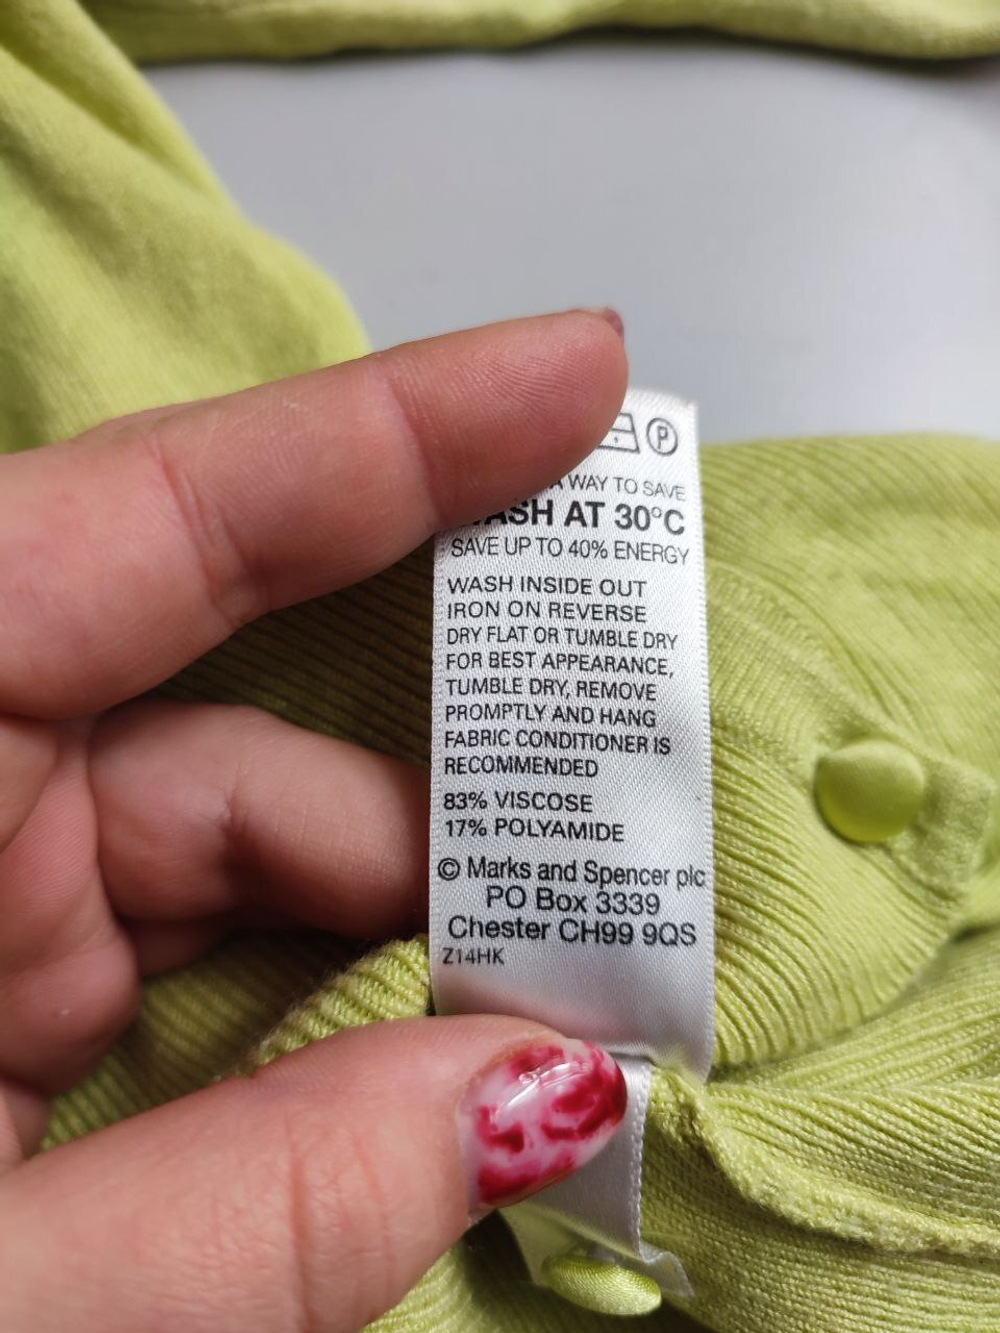 P
A WAY TO SAVE
WASH AT 30°C
SAVE UP TO 40% ENERGY
WASH INSIDE OUT
IRON ON REVERSE
DRY FLAT OR TUMBLE DRY
FOR BEST APPEARANCE,
TUMBLE DRY, REMOVE
PROMPTLY AND HANG
FABRIC CONDITIONER IS
RECOMMENDED
83% VISCOSE
17% POLYAMIDE
© Marks and Spencer plc
PO Box 3339
Chester CH99 9QS
Z14HK